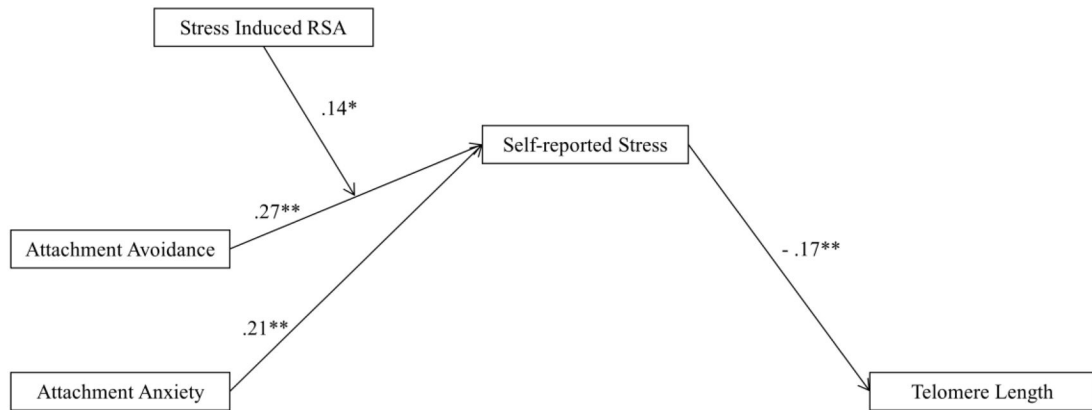 Stress Induced RSA
.14*
Self-reported Stress
.27**
Attachment Avoidance
- .17**
.21**
Attachment Anxiety
Telomere Length